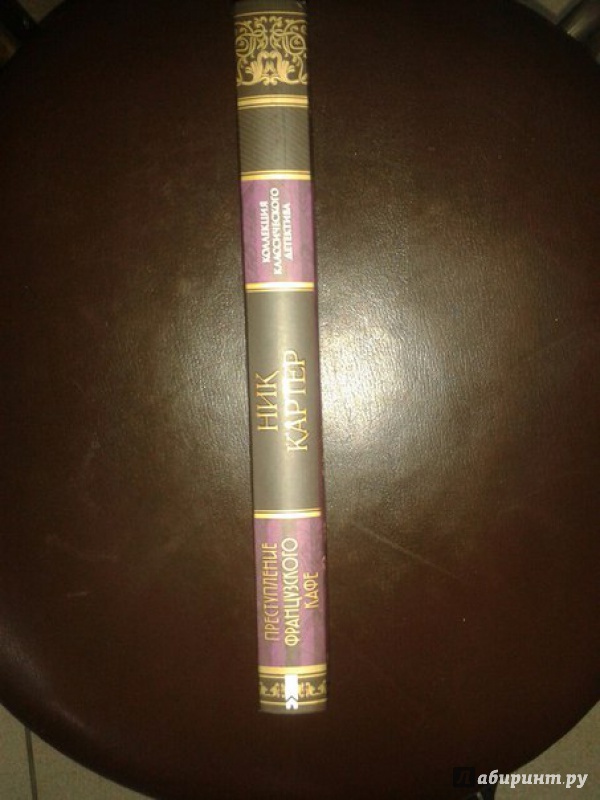 КОЛЛЕКЦИЯ
КЛАССИЧЕСКОГО
ДЕТЕКТИВА
НИК
КАРТЕР
ПРЕСТУПЛЕНИЕ
ФРАНЦУЗСКОГО
КАФЕ
Лабиринт.ру